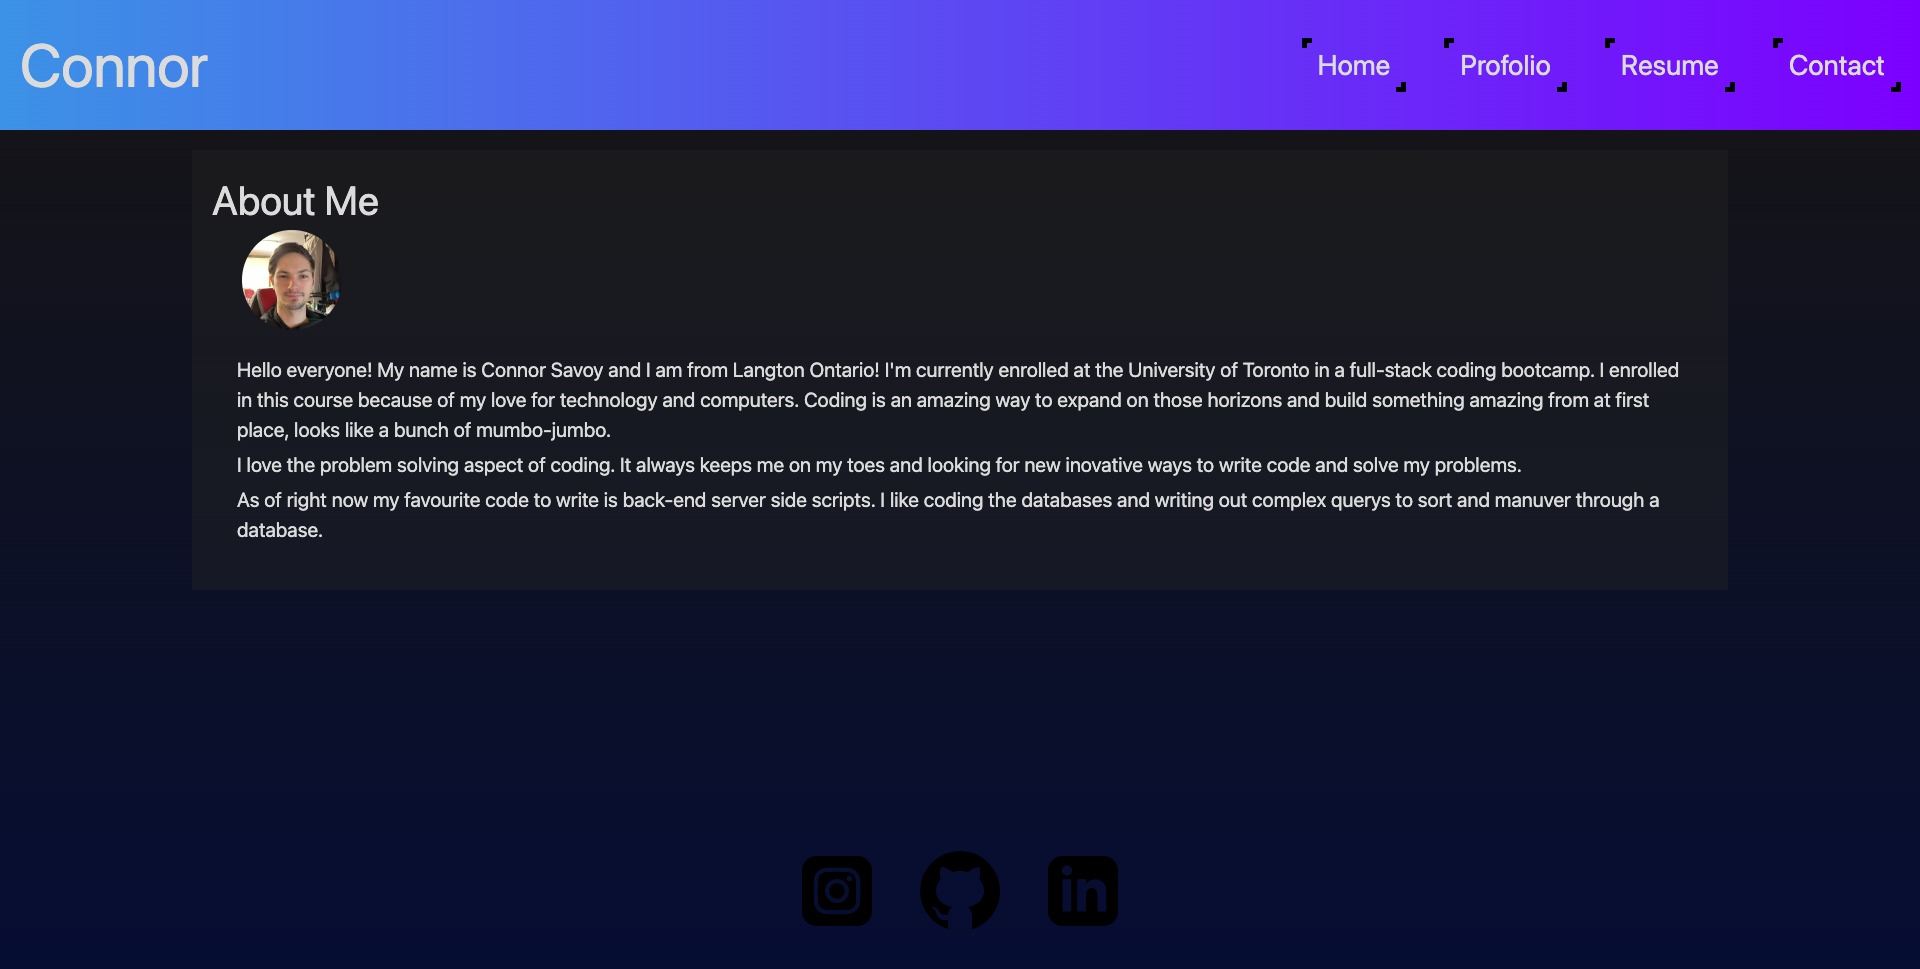 Connor
Home
Profolio
Resume
Contact
About Me
Hello everyone! My name is Connor Savoy and I am from Langton Ontario! I'm currently enrolled at the University of Toronto in a full-stack coding bootcamp. I enrolled
in this course because of my love for technology and computers. Coding is an amazing way to expand on those horizons and build something amazing from at first
place, looks like a bunch of mumbo-jumbo.
I love the problem solving aspect of coding. It always keeps me on my toes and looking for new inovative ways to write code and solve my problems.
As of right now my favourite code to write is back-end server side scripts. I like coding the databases and writing out complex querys to sort and manuver through a
database.
in